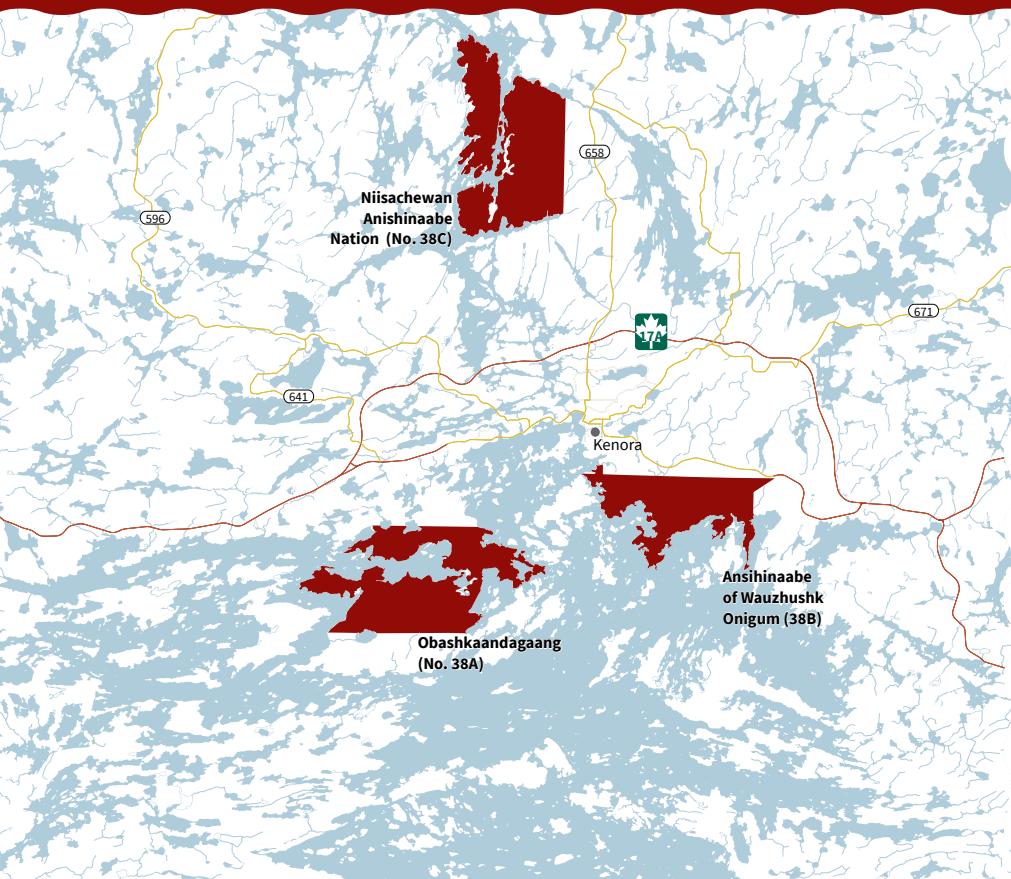 658
Niisachewan
Anishinaabe
Nation (No. 38C)
596
671
17A
641
Kenora
Ansihinaabe
of Wauzhushk
Onigum (38B)
Obashkaandagaang
(No. 38A)